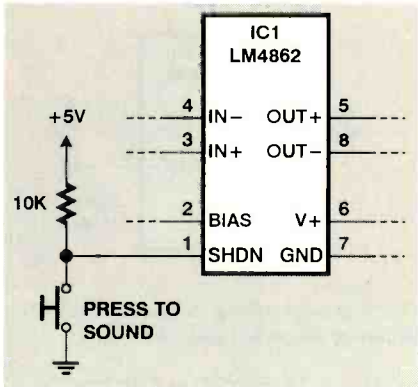 IC1
LM4862
4 IN− OUT+ 5
3 IN+ OUT− 8
2 BIAS V+ 6
1 SHDN GND 7
+5V
10K
PRESS TO
SOUND